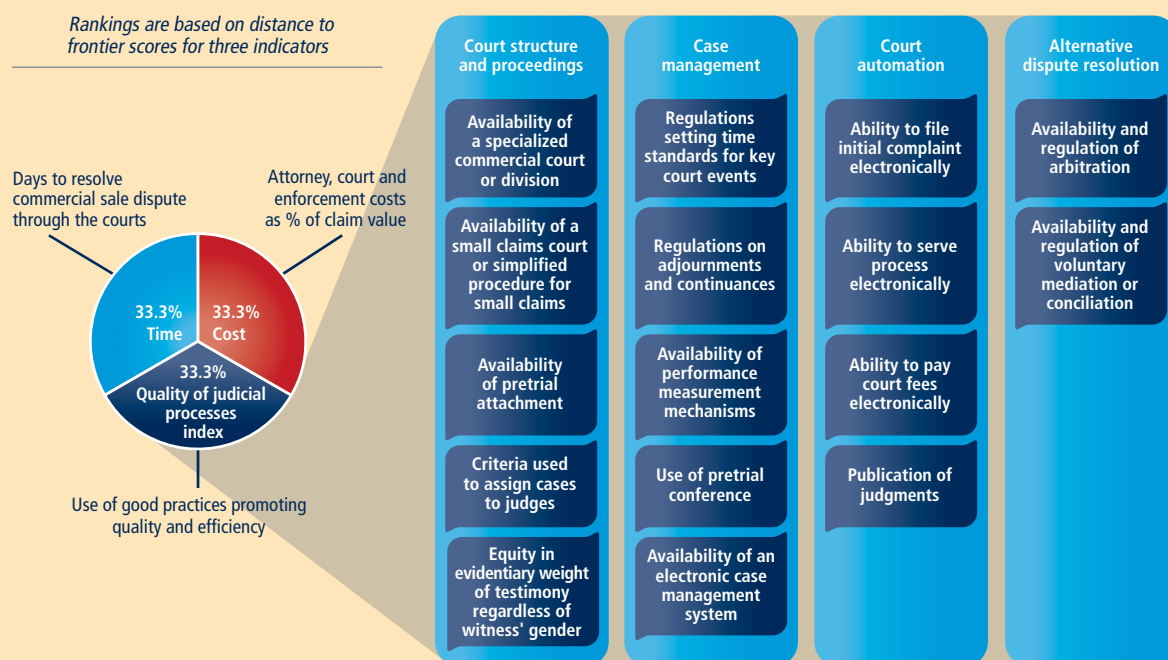 Rankings are based on distance to
frontier scores for three indicators
Days to resolve
commercial sale dispute
through the courts
Attorney, court and
enforcement costs
as % of claim value
33.3%
Time
33.3%
Cost
33.3%
Quality of judicial
processes
index
Use of good practices promoting
quality and efficiency
Court structure
and proceedings
Availability of
a specialized
commercial court
or division
Availability of a
small claims court
or simplified
procedure for
small claims
Availability
of pretrial
attachment
Criteria used
to assign cases
to judges
Equity in
evidentiary weight
of testimony
regardless of
witness' gender
Case
management
Regulations
setting time
standards for key
court events
Regulations on
adjournments
and continuances
Availability of
performance
measurement
mechanisms
Use of pretrial
conference
Availability of an
electronic case
management
system
Court
automation
Ability to file
initial complaint
electronically
Ability to serve
process
electronically
Ability to pay
court fees
electronically
Publication of
judgments
Alternative
dispute resolution
Availability and
regulation of
arbitration
Availability and
regulation of
voluntary
mediation or
conciliation